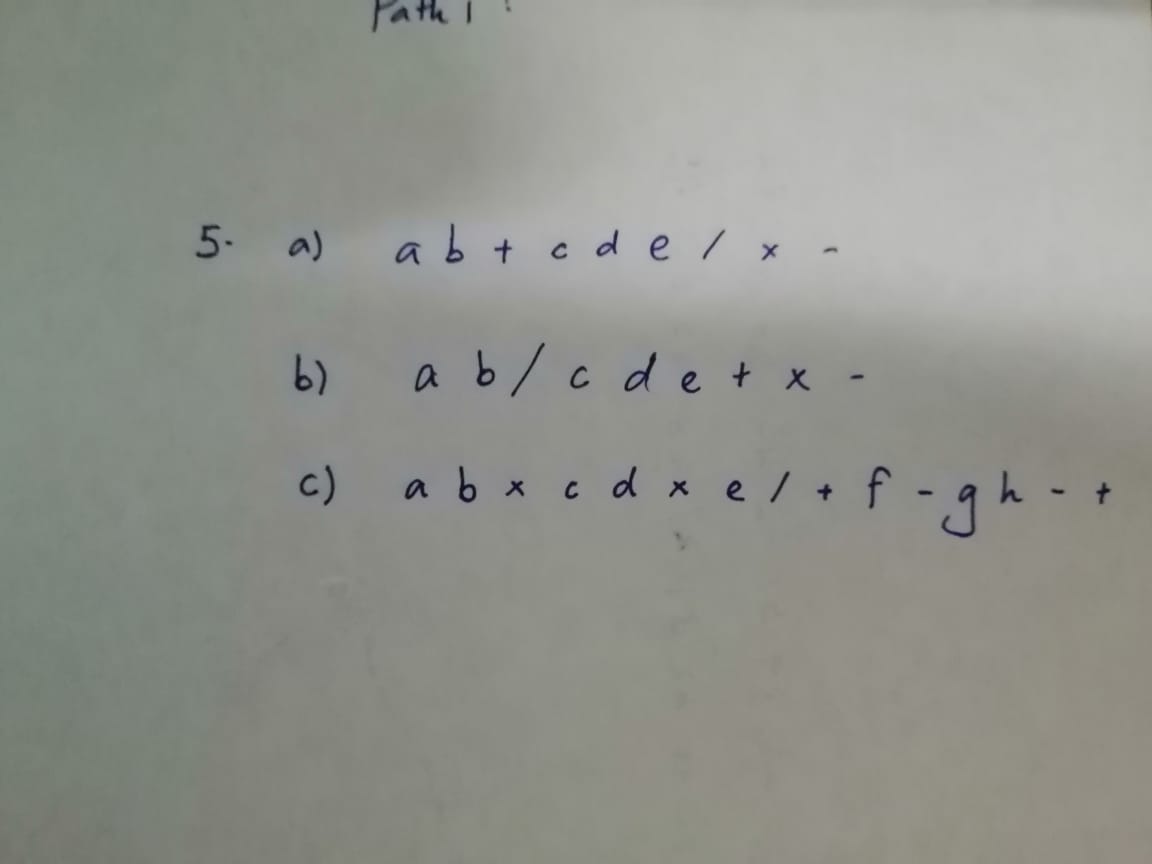 Path 1 :
5. a) a b + c d e / x -
b) a b / c d e + x -
c) a b x c d x e / + f - g h - +